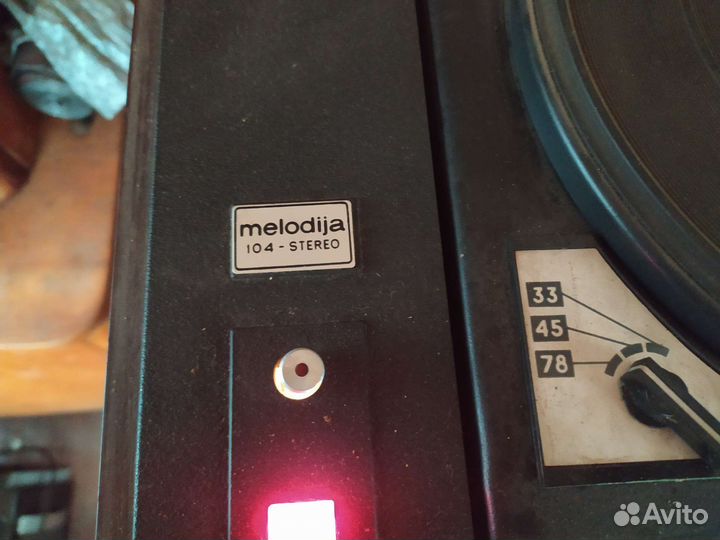 melodija
104 - STEREO
33
45
78
Avito